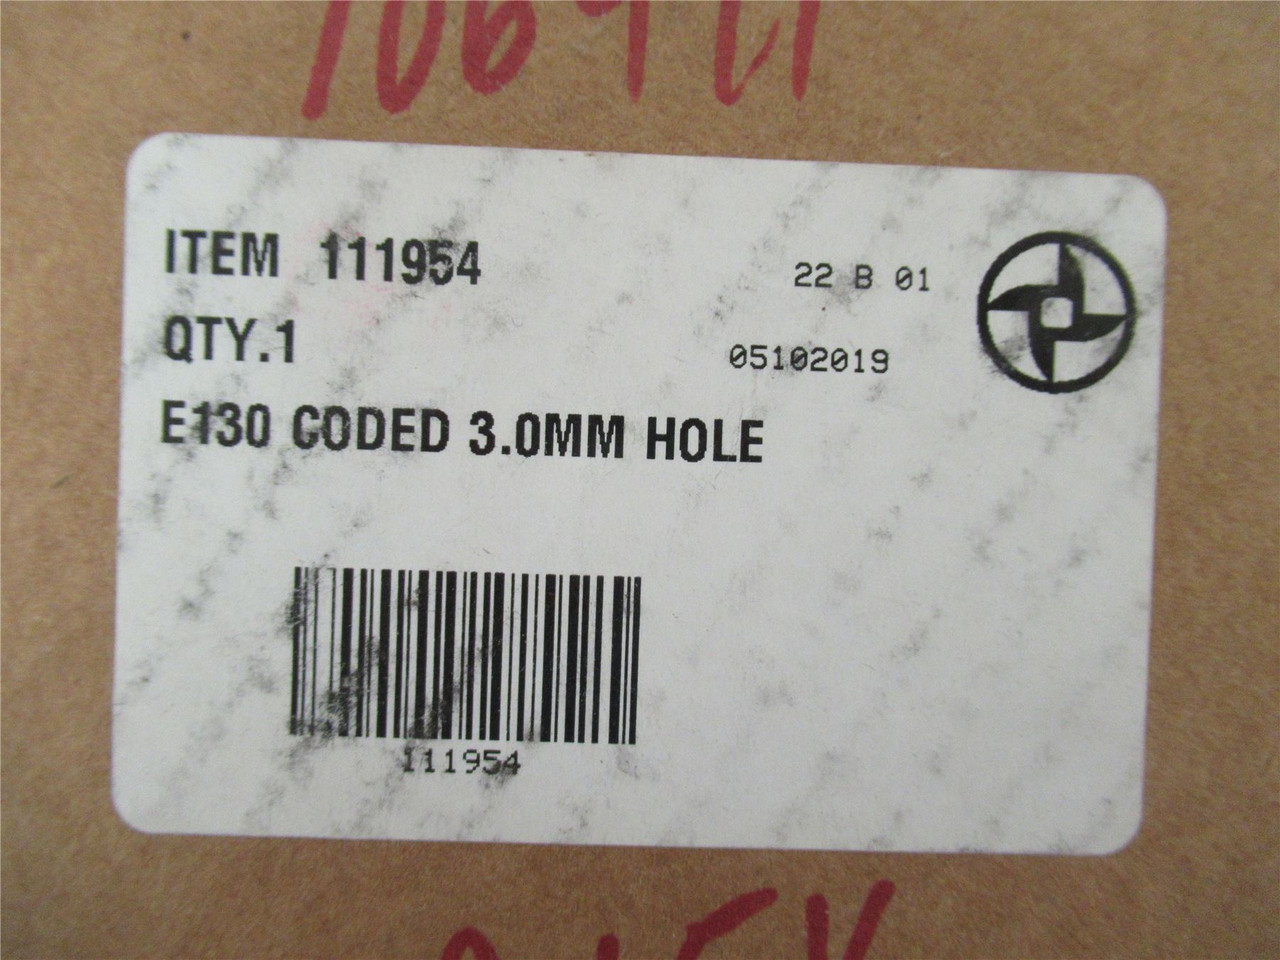 ITEM 111954
22 B 01
QTY.1
05102019
E130 CODED 3.0MM HOLE
111954